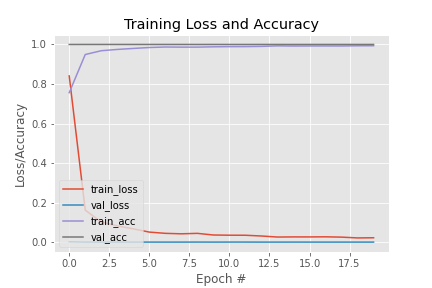 Training Loss and Accuracy
Loss/Accuracy
1.0
0.8
0.6
0.4
0.2
0.0
train_loss
val_loss
train_acc
val_acc
0.0 2.5 5.0 7.5 10.0 12.5 15.0 17.5
Epoch #